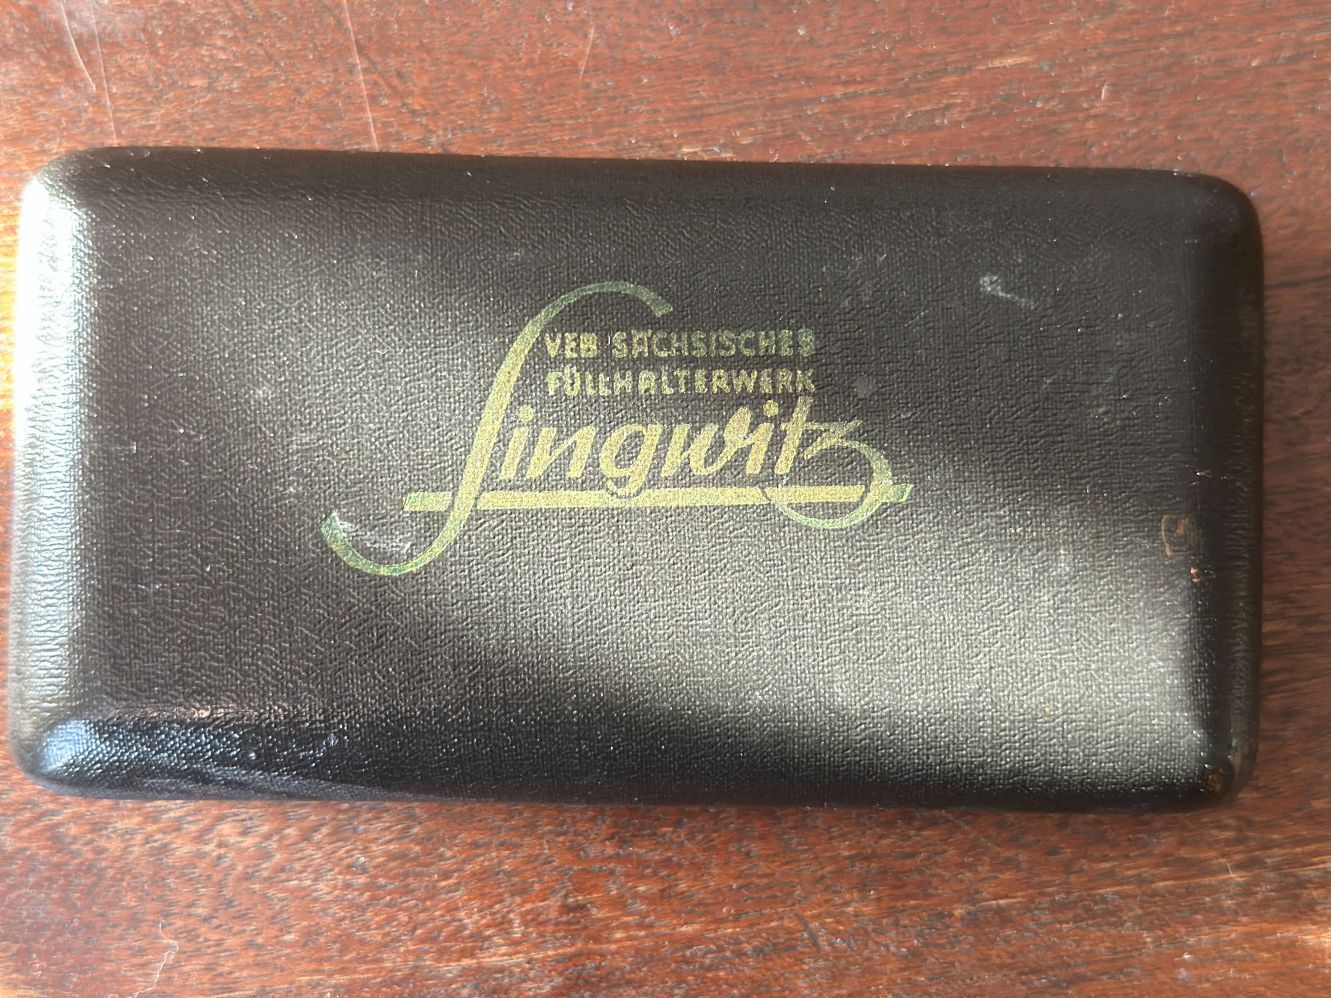 VEB SÄCHSISCHES
FÜLLHALTERWERK
Singwitz